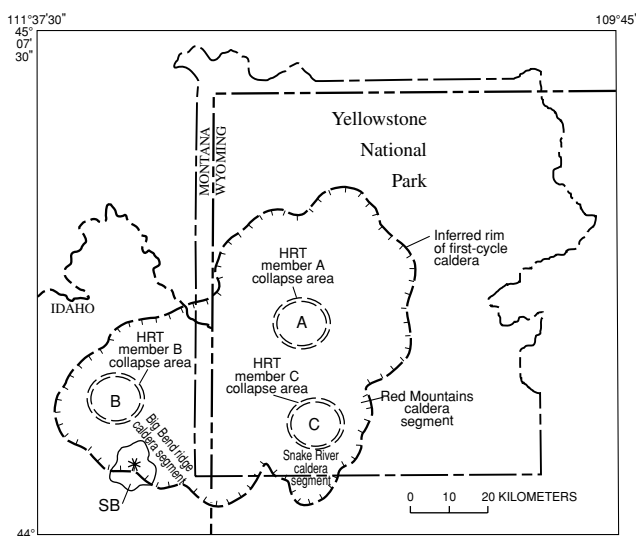 111°37'30"
109°45'
45°
07'
30"
Yellowstone
National
Park
MONTANA
WYOMING
Inferred rim
of first-cycle
caldera
HRT
member A
collapse area
A
IDAHO
HRT
member B
collapse area
B
HRT
member C
collapse area
C
Red Mountains
caldera
segment
Big Bend ridge
caldera segment
Snake River
caldera
segment
SB
0 10 20 KILOMETERS
44°